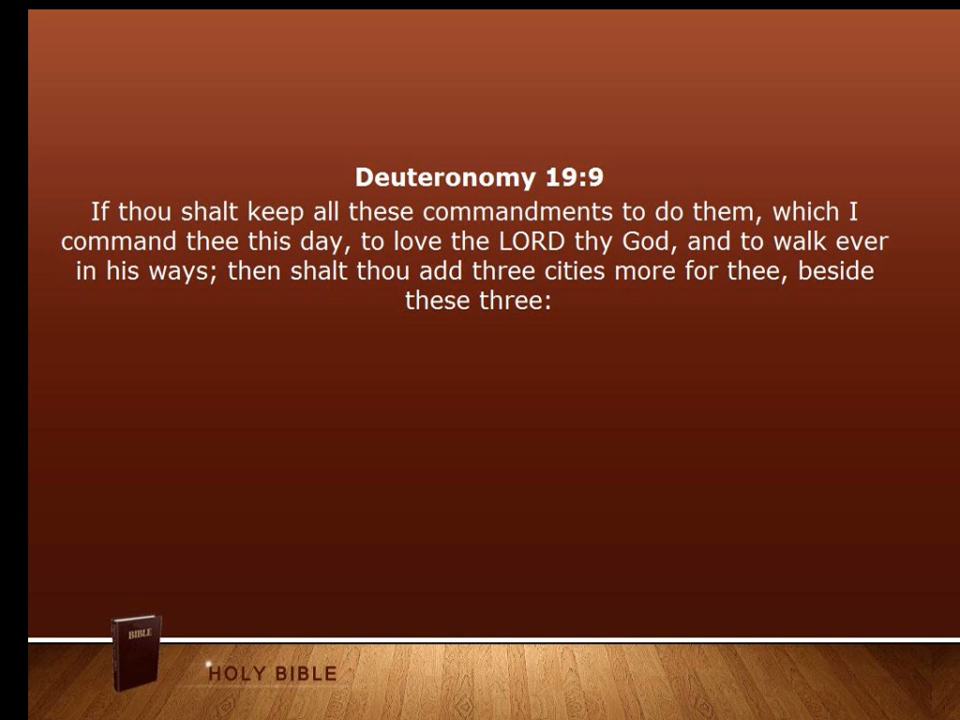 Deuteronomy 19:9
If thou shalt keep all these commandments to do them, which I
command thee this day, to love the LORD thy God, and to walk ever
in his ways; then shalt thou add three cities more for thee, beside
these three:
BIBLE
HOLY BIBLE